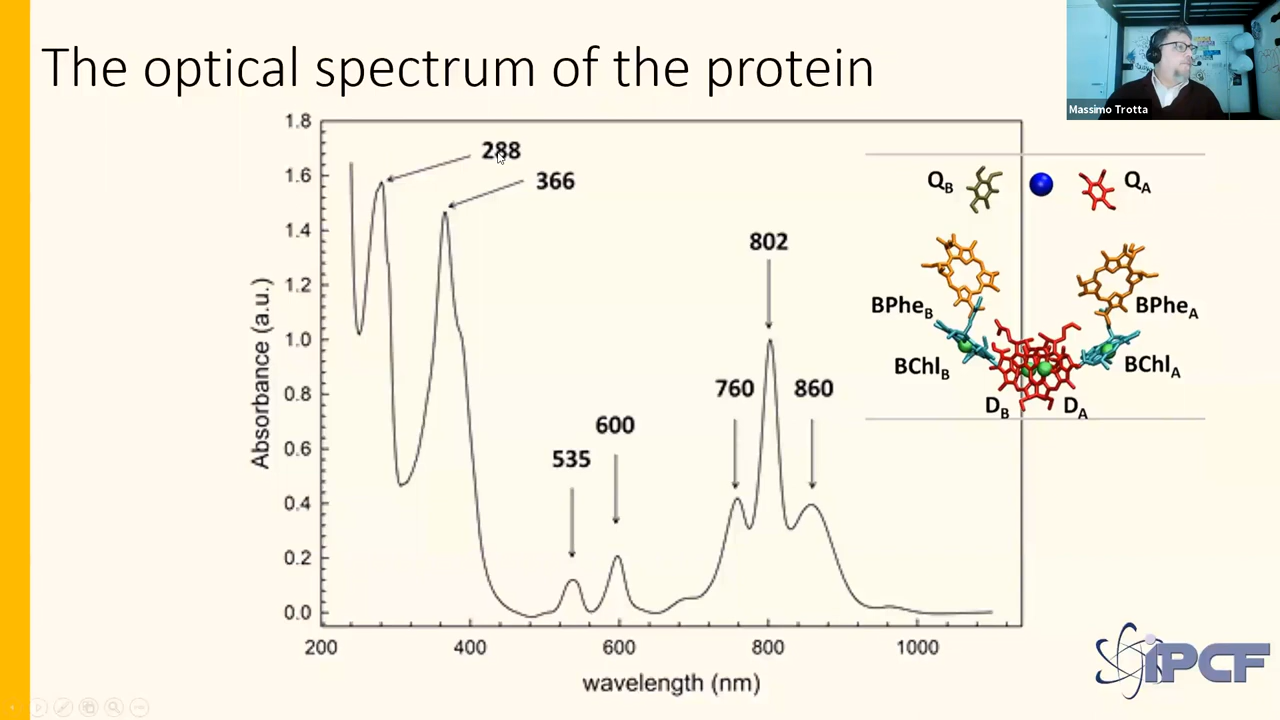 The optical spectrum of the protein
Massimo Trotta
1.8
1.6
1.4
1.2
1.0
0.8
0.6
0.4
0.2
0.0
Absorbance (a.u.)
288
366
535
600
760
802
860
200
400
600
800
1000
wavelength (nm)
QB
QA
BPheB
BPheA
BChlB
BChlA
DB
DA
iPCF